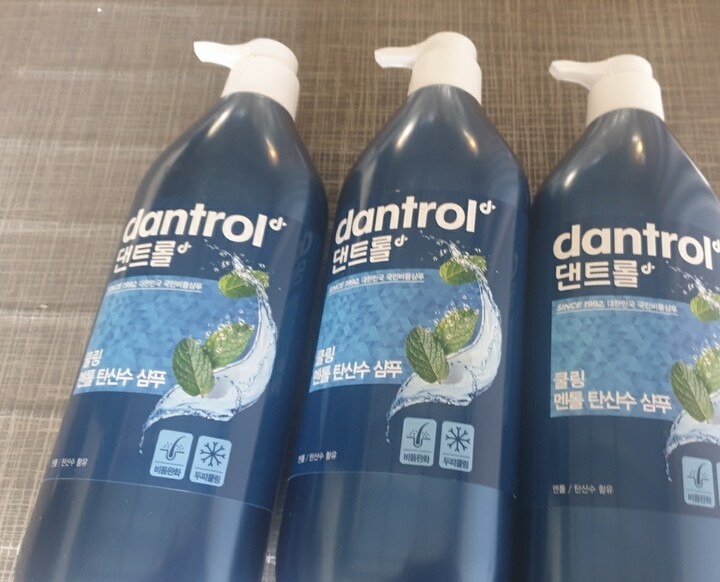 dantrol
댄트롤
SINCE 1992, 대한민국 국민비듬샴푸
쿨링
멘톨 탄산수 샴푸
비듬완화
두피쿨링
멘톨 / 탄산수 함유
dantrol
댄트롤
SINCE 1992, 대한민국 국민비듬샴푸
쿨링
멘톨 탄산수 샴푸
비듬완화
두피쿨링
멘톨 / 탄산수 함유
dantrol
댄트롤
SINCE 1992, 대한민국 국민비듬샴푸
쿨링
멘톨 탄산수 샴푸
비듬완화
멘톨 / 탄산수 함유